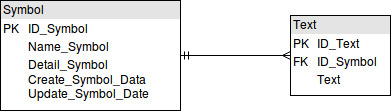 Symbol
PK ID_Symbol
Name_Symbol
Detail_Symbol
Create_Symbol_Data
Update_Symbol_Date
Text
PK ID_Text
FK ID_Symbol
Text